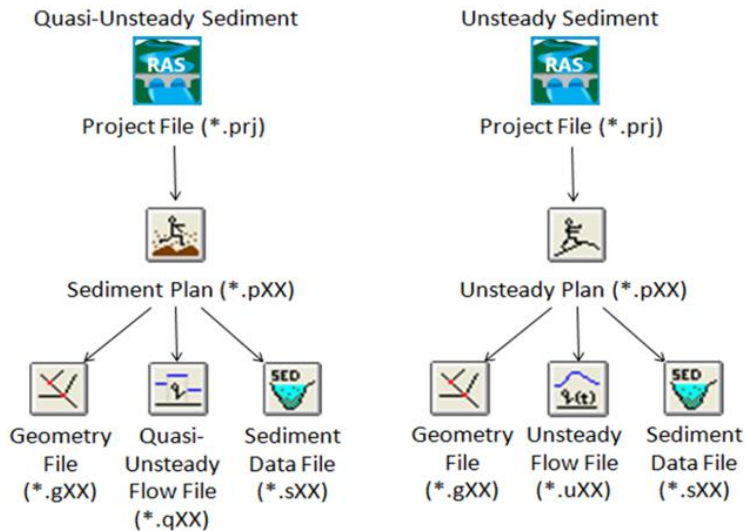 Quasi-Unsteady Sediment
RAS
Project File (*.prj)
Sediment Plan (*.pXX)
Geometry
File
(*.gXX)
Quasi-
Unsteady
Flow File
(*.qXX)
SED
Sediment
Data File
(*.sXX)
Unsteady Sediment
RAS
Project File (*.prj)
Unsteady Plan (*.pXX)
Geometry
File
(*.gXX)
q(t)
Unsteady
Flow File
(*.uXX)
SED
Sediment
Data File
(*.sXX)